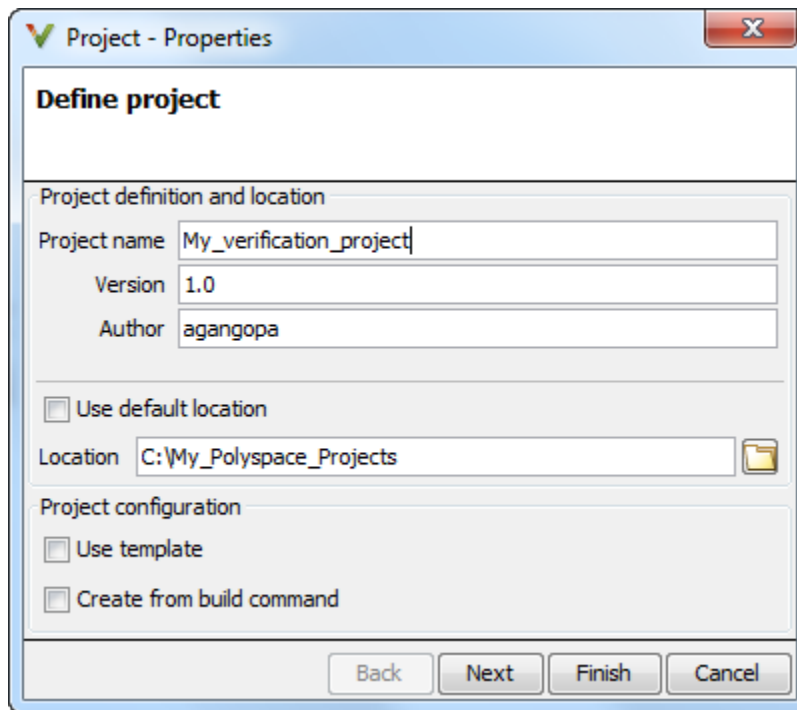 Project - Properties
Define project
Project definition and location
Project name My_verification_project
Version 1.0
Author agangopa
Use default location
Location C:\My_Polyspace_Projects
Project configuration
Use template
Create from build command
Back Next Finish Cancel